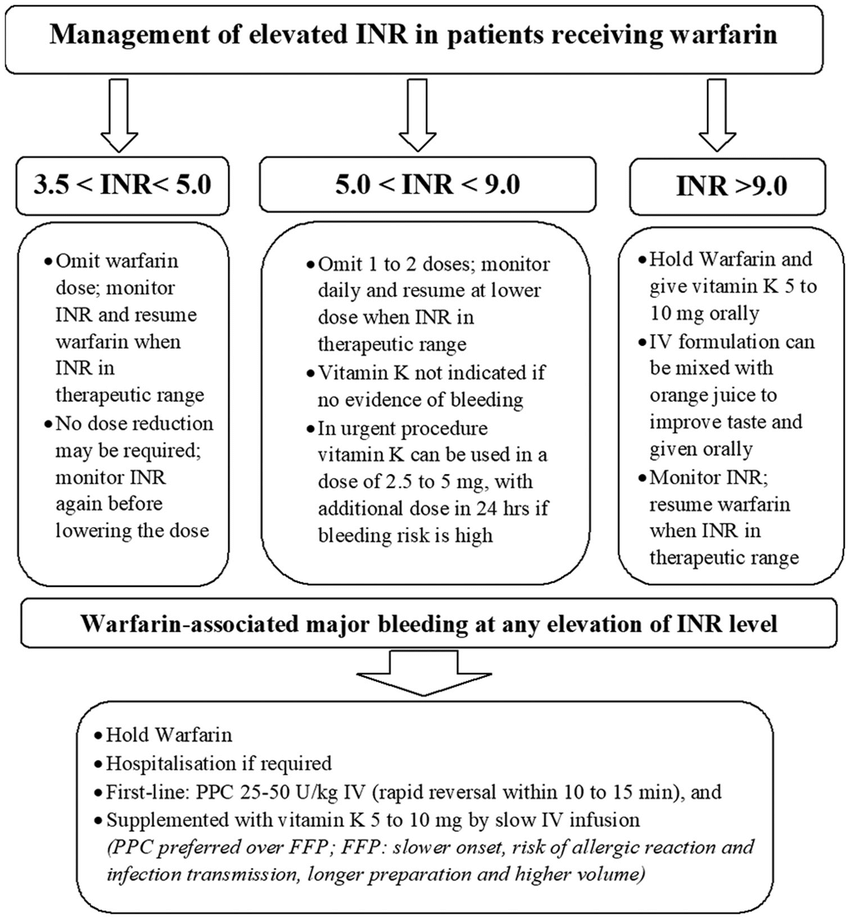 Management of elevated INR in patients receiving warfarin
3.5 < INR< 5.0
5.0 < INR < 9.0
INR >9.0
•Omit warfarin
dose; monitor
INR and resume
warfarin when
INR in
therapeutic range
•No dose reduction
may be required;
monitor INR
again before
lowering the dose
•Omit 1 to 2 doses; monitor
daily and resume at lower
dose when INR in
therapeutic range
•Vitamin K not indicated if
no evidence of bleeding
•In urgent procedure
vitamin K can be used in a
dose of 2.5 to 5 mg, with
additional dose in 24 hrs if
bleeding risk is high
•Hold Warfarin and
give vitamin K 5 to
10 mg orally
•IV formulation can
be mixed with
orange juice to
improve taste and
given orally
•Monitor INR;
resume warfarin
when INR in
therapeutic range
Warfarin-associated major bleeding at any elevation of INR level
•Hold Warfarin
•Hospitalisation if required
•First-line: PPC 25-50 U/kg IV (rapid reversal within 10 to 15 min), and
•Supplemented with vitamin K 5 to 10 mg by slow IV infusion
(PPC preferred over FFP; FFP: slower onset, risk of allergic reaction and
infection transmission, longer preparation and higher volume)